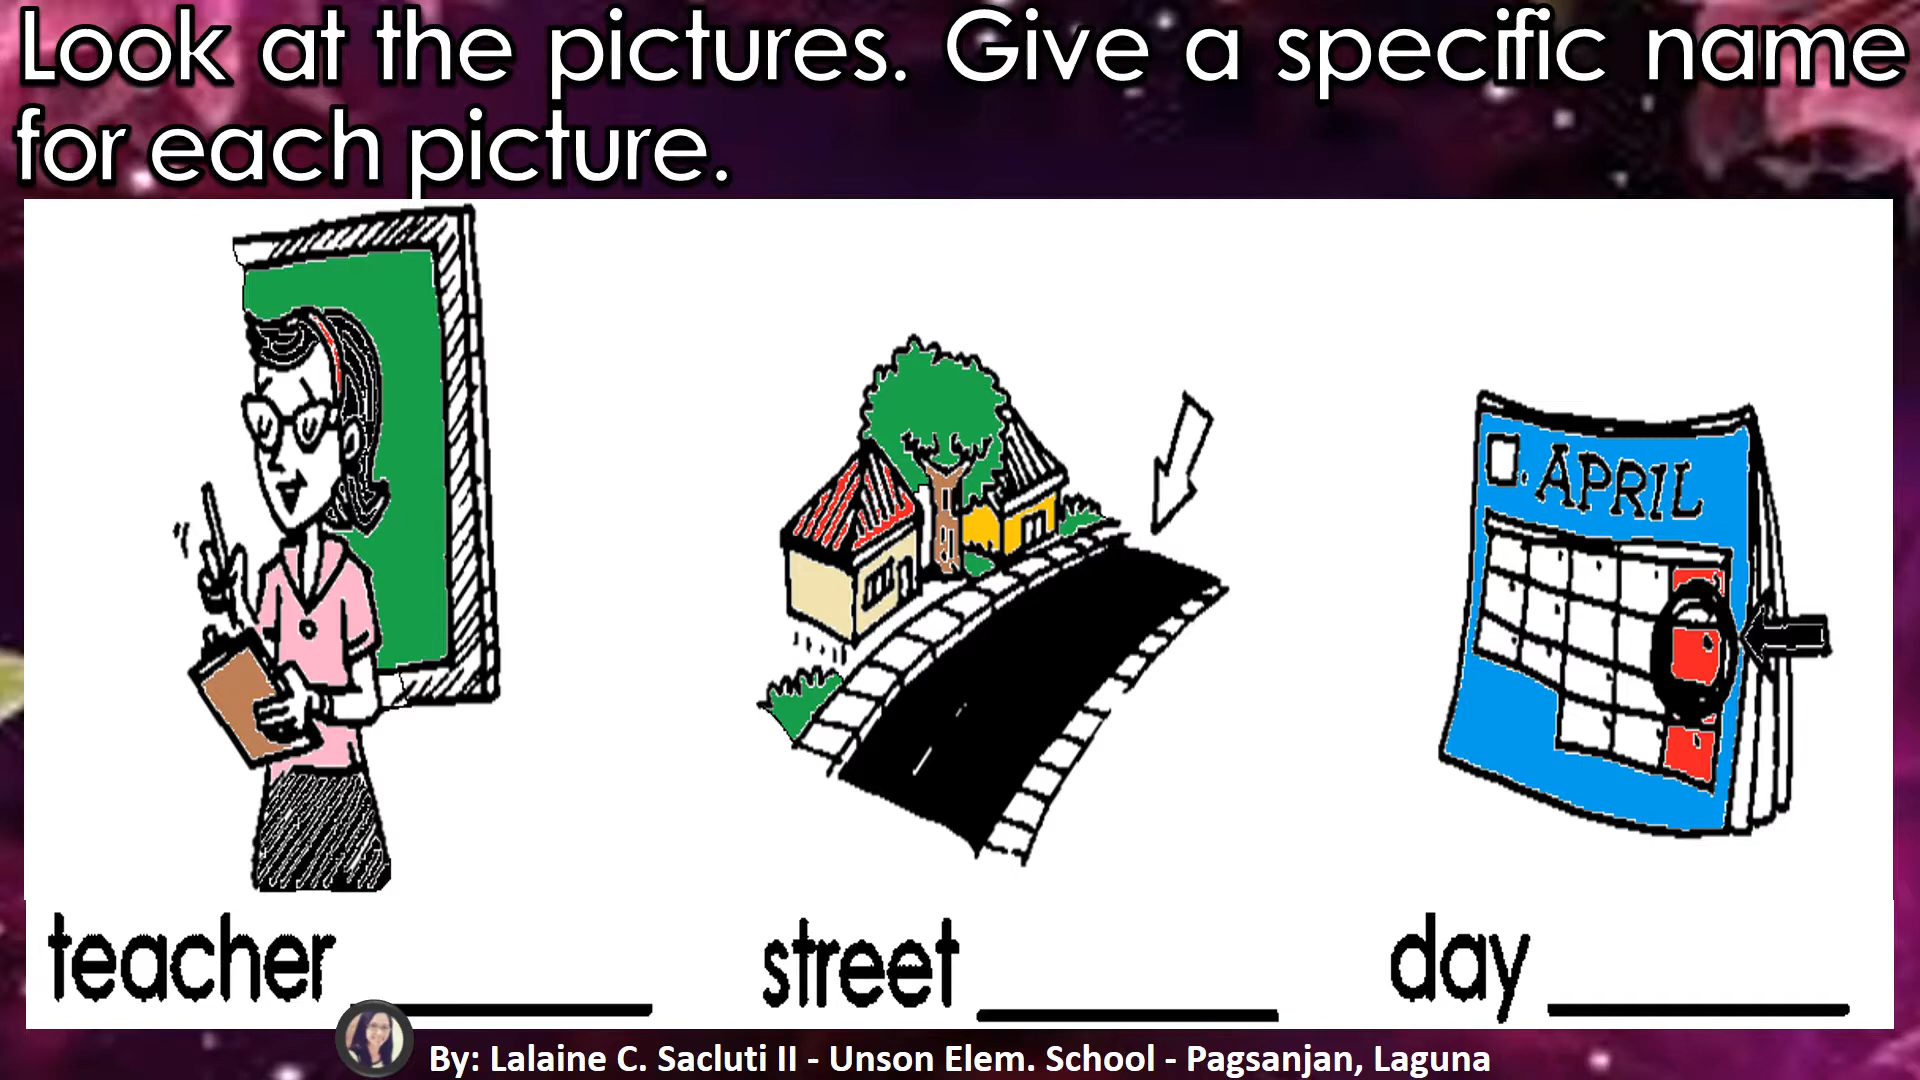 Look at the pictures. Give a specific name
for each picture.
APRIL
teacher
street
day
By: Lalaine C. Sacluti II - Unson Elem. School - Pagsanjan, Laguna